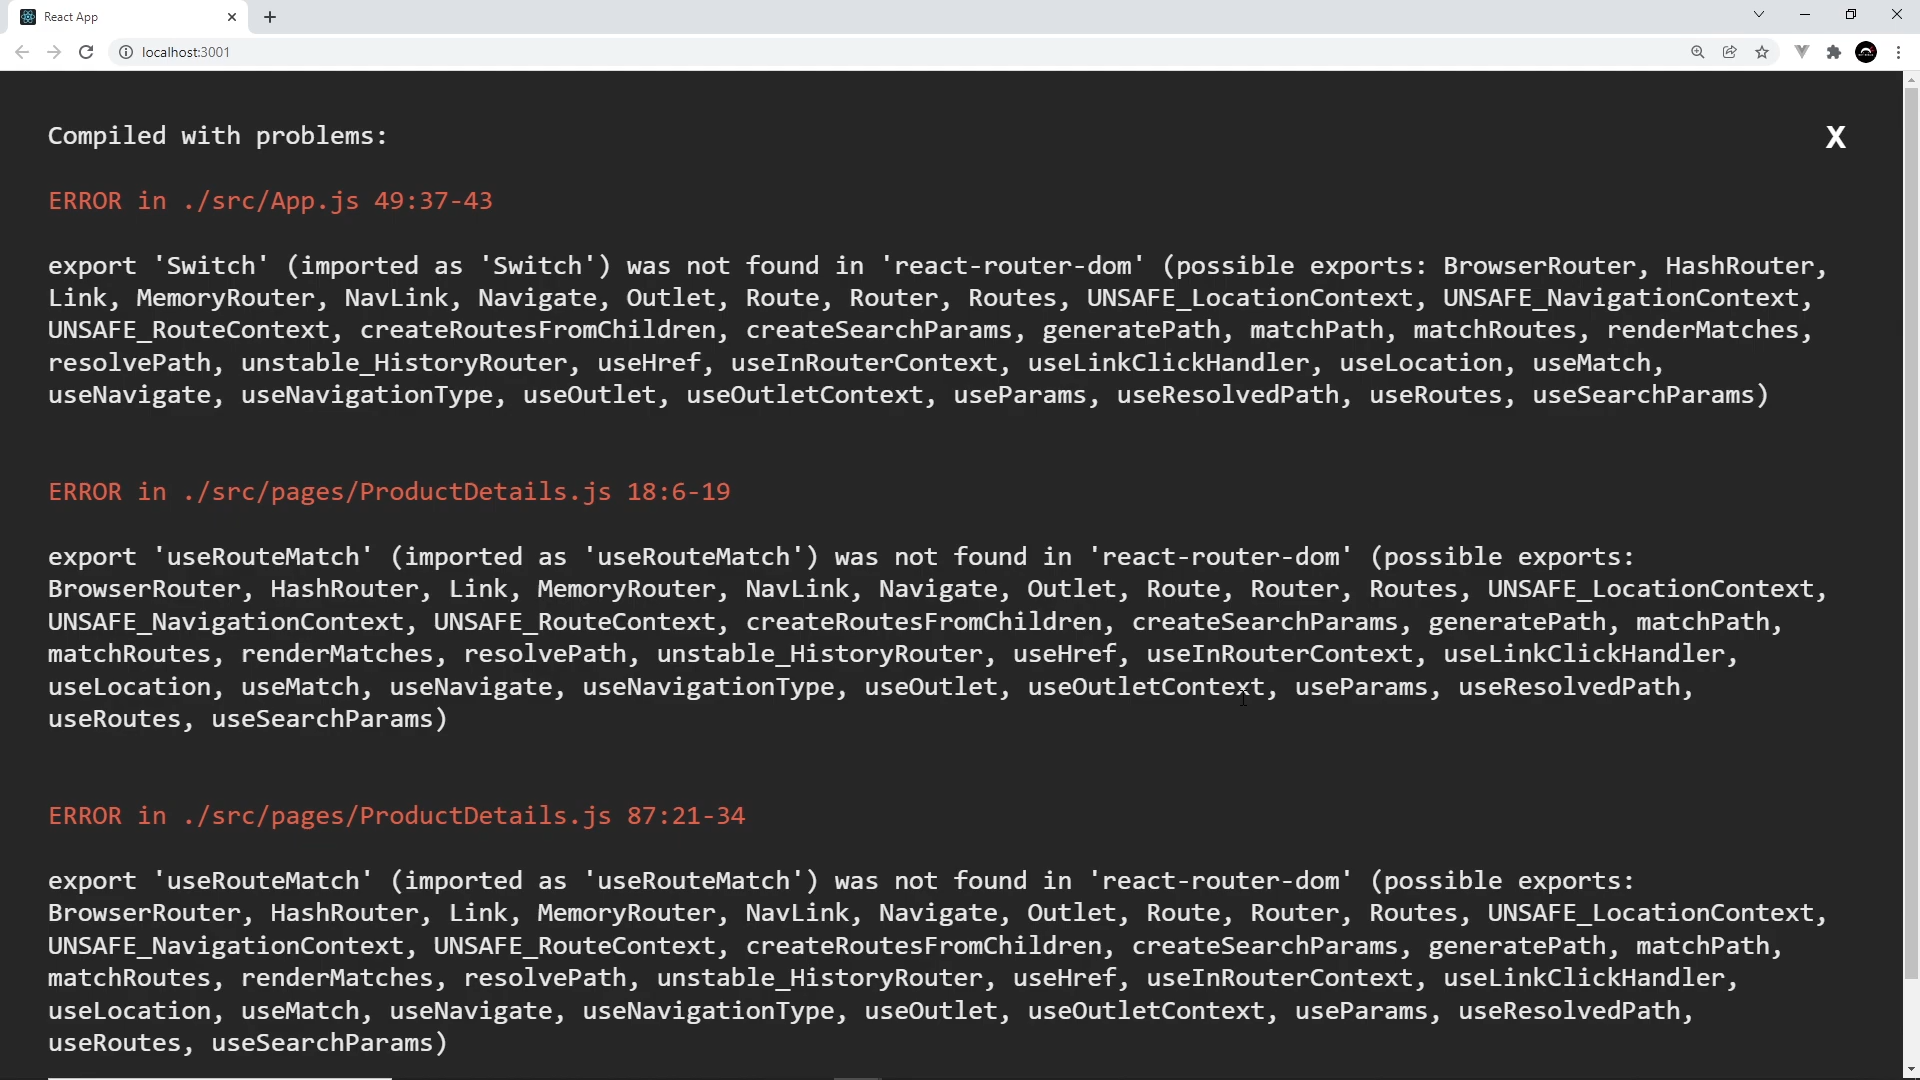 React App
localhost:3001
Compiled with problems:
X
ERROR in ./src/App.js 49:37-43
export 'Switch' (imported as 'Switch') was not found in 'react-router-dom' (possible exports: BrowserRouter, HashRouter,
Link, MemoryRouter, NavLink, Navigate, Outlet, Route, Router, Routes, UNSAFE_LocationContext, UNSAFE_NavigationContext,
UNSAFE_RouteContext, createRoutesFromChildren, createSearchParams, generatePath, matchPath, matchRoutes, renderMatches,
resolvePath, unstable_HistoryRouter, useHref, useInRouterContext, useLinkClickHandler, useLocation, useMatch,
useNavigate, useNavigationType, useOutlet, useOutletContext, useParams, useResolvedPath, useRoutes, useSearchParams)
ERROR in ./src/pages/ProductDetails.js 18:6-19
export 'useRouteMatch' (imported as 'useRouteMatch') was not found in 'react-router-dom' (possible exports:
BrowserRouter, HashRouter, Link, MemoryRouter, NavLink, Navigate, Outlet, Route, Router, Routes, UNSAFE_LocationContext,
UNSAFE_NavigationContext, UNSAFE_RouteContext, createRoutesFromChildren, createSearchParams, generatePath, matchPath,
matchRoutes, renderMatches, resolvePath, unstable_HistoryRouter, useHref, useInRouterContext, useLinkClickHandler,
useLocation, useMatch, useNavigate, useNavigationType, useOutlet, useOutletContext, useParams, useResolvedPath,
useRoutes, useSearchParams)
ERROR in ./src/pages/ProductDetails.js 87:21-34
export 'useRouteMatch' (imported as 'useRouteMatch') was not found in 'react-router-dom' (possible exports:
BrowserRouter, HashRouter, Link, MemoryRouter, NavLink, Navigate, Outlet, Route, Router, Routes, UNSAFE_LocationContext,
UNSAFE_NavigationContext, UNSAFE_RouteContext, createRoutesFromChildren, createSearchParams, generatePath, matchPath,
matchRoutes, renderMatches, resolvePath, unstable_HistoryRouter, useHref, useInRouterContext, useLinkClickHandler,
useLocation, useMatch, useNavigate, useNavigationType, useOutlet, useOutletContext, useParams, useResolvedPath,
useRoutes, useSearchParams)